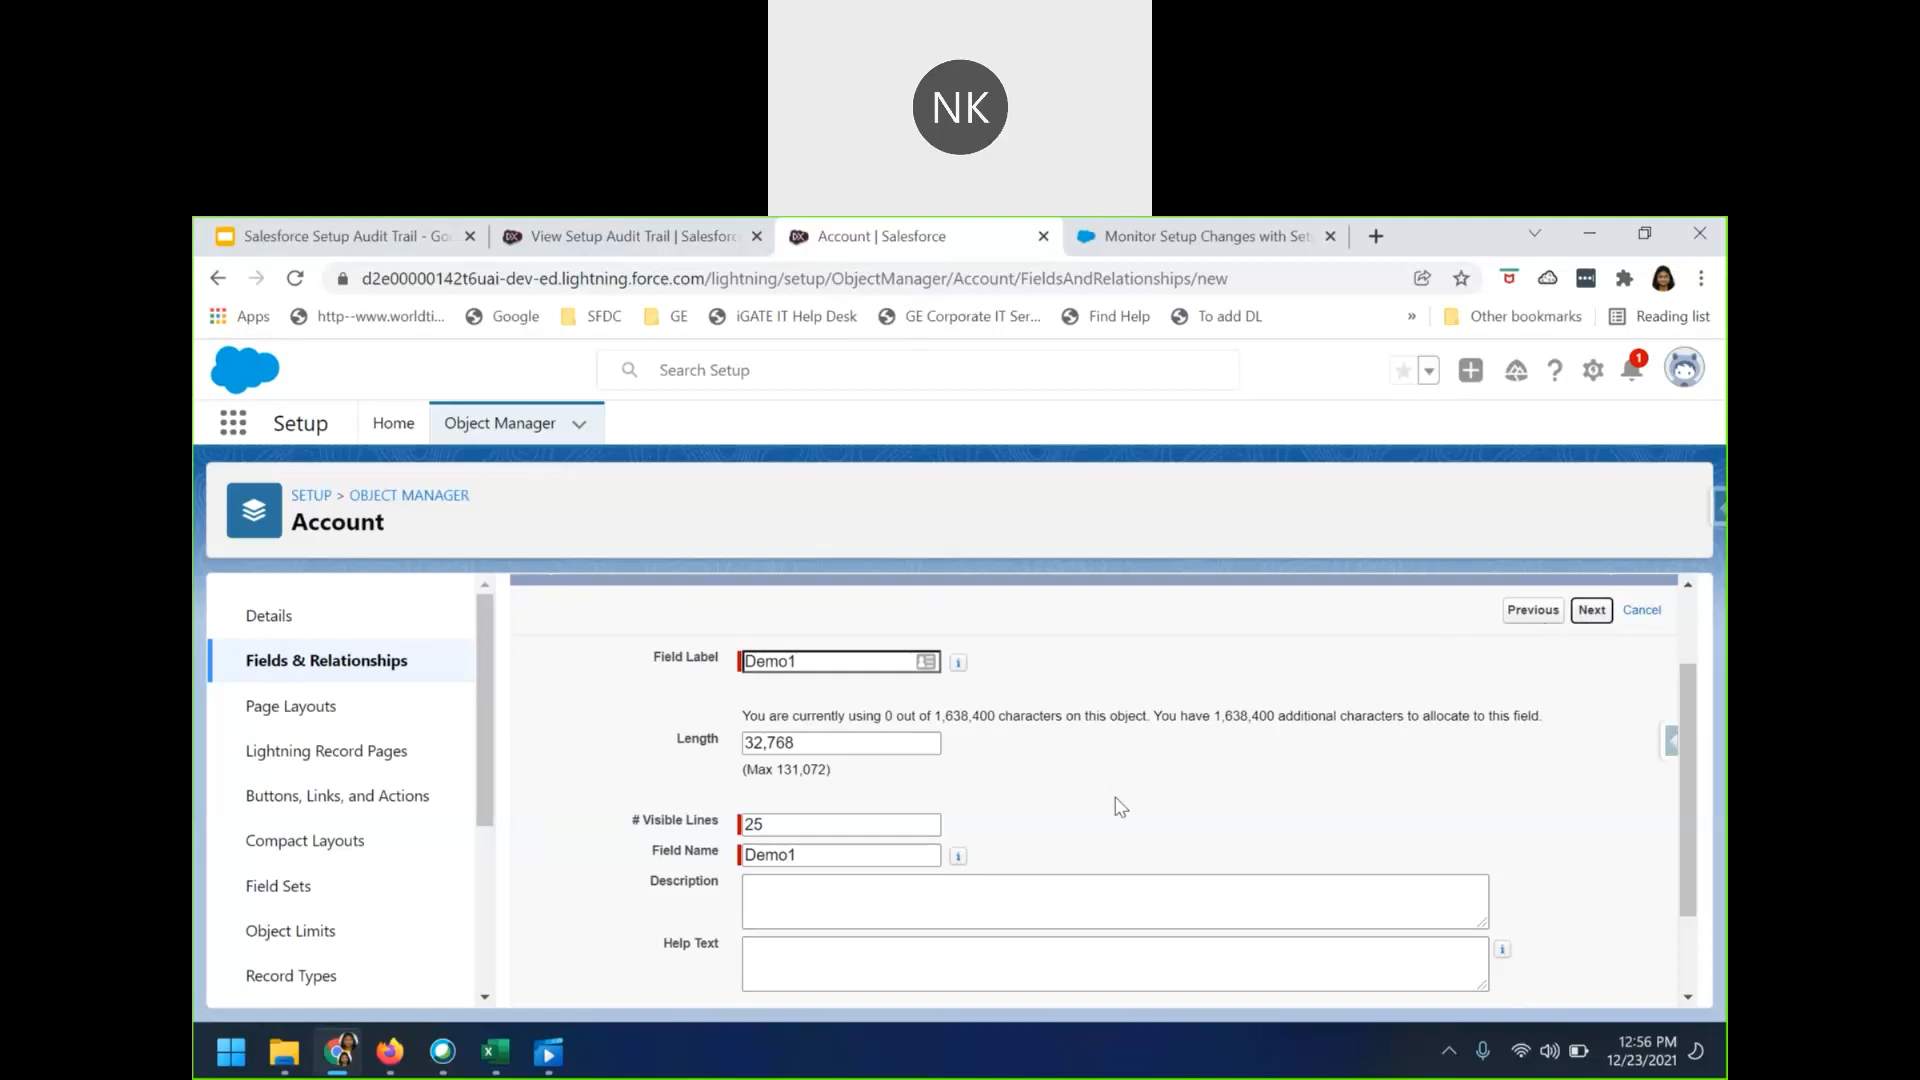 NK
Salesforce Setup Audit Trail - Go
View Setup Audit Trail | Salesforc
Account | Salesforce
Monitor Setup Changes with Set
d2e00000142t6uai-dev-ed.lightning.force.com/lightning/setup/ObjectManager/Account/FieldsAndRelationships/new
Apps
http--www.worldti...
Google
SFDC
GE
iGATE IT Help Desk
GE Corporate IT Ser...
Find Help
To add DL
»
Other bookmarks
Reading list
Search Setup
1
Setup
Home
Object Manager
SETUP > OBJECT MANAGER
Account
Details
Fields & Relationships
Page Layouts
Lightning Record Pages
Buttons, Links, and Actions
Compact Layouts
Field Sets
Object Limits
Record Types
Previous
Next
Cancel
Field Label
Demo1
i
You are currently using 0 out of 1,638,400 characters on this object. You have 1,638,400 additional characters to allocate to this field.
Length
32,768
(Max 131,072)
# Visible Lines
25
Field Name
Demo1
i
Description
Help Text
i
12:56 PM
12/23/2021